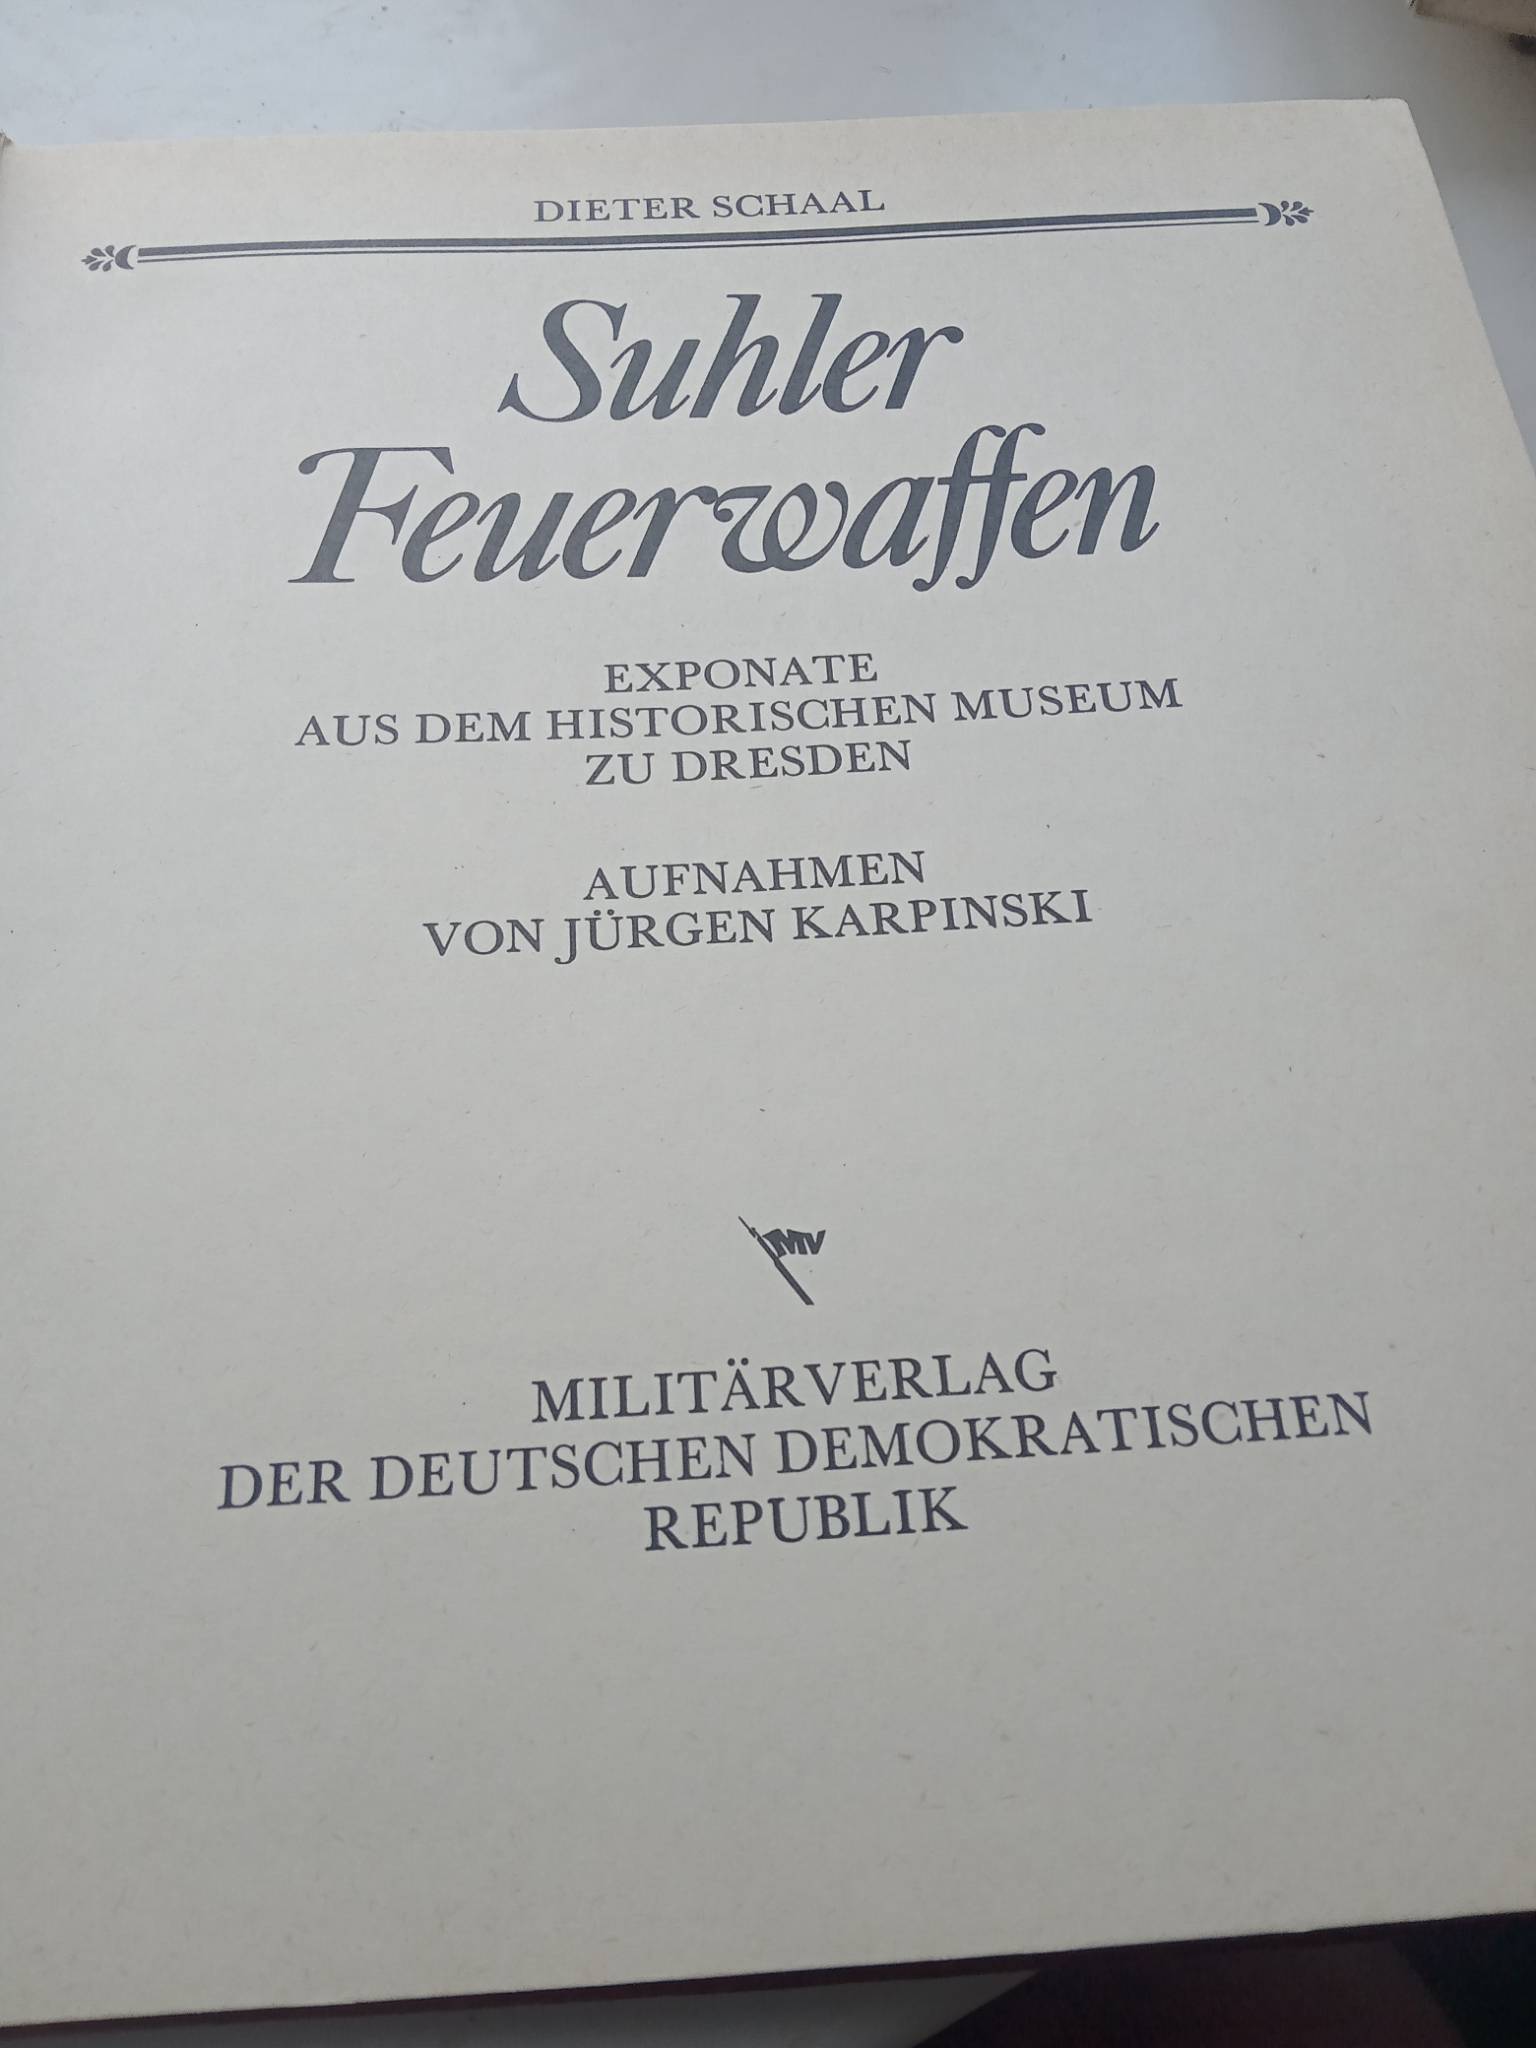 DIETER SCHAAL
Suhler
Feuerwaffen
EXPONATE
AUS DEM HISTORISCHEN MUSEUM
ZU DRESDEN
AUFNAHMEN
VON JÜRGEN KARPINSKI
MV
MILITÄRVERLAG
DER DEUTSCHEN DEMOKRATISCHEN
REPUBLIK